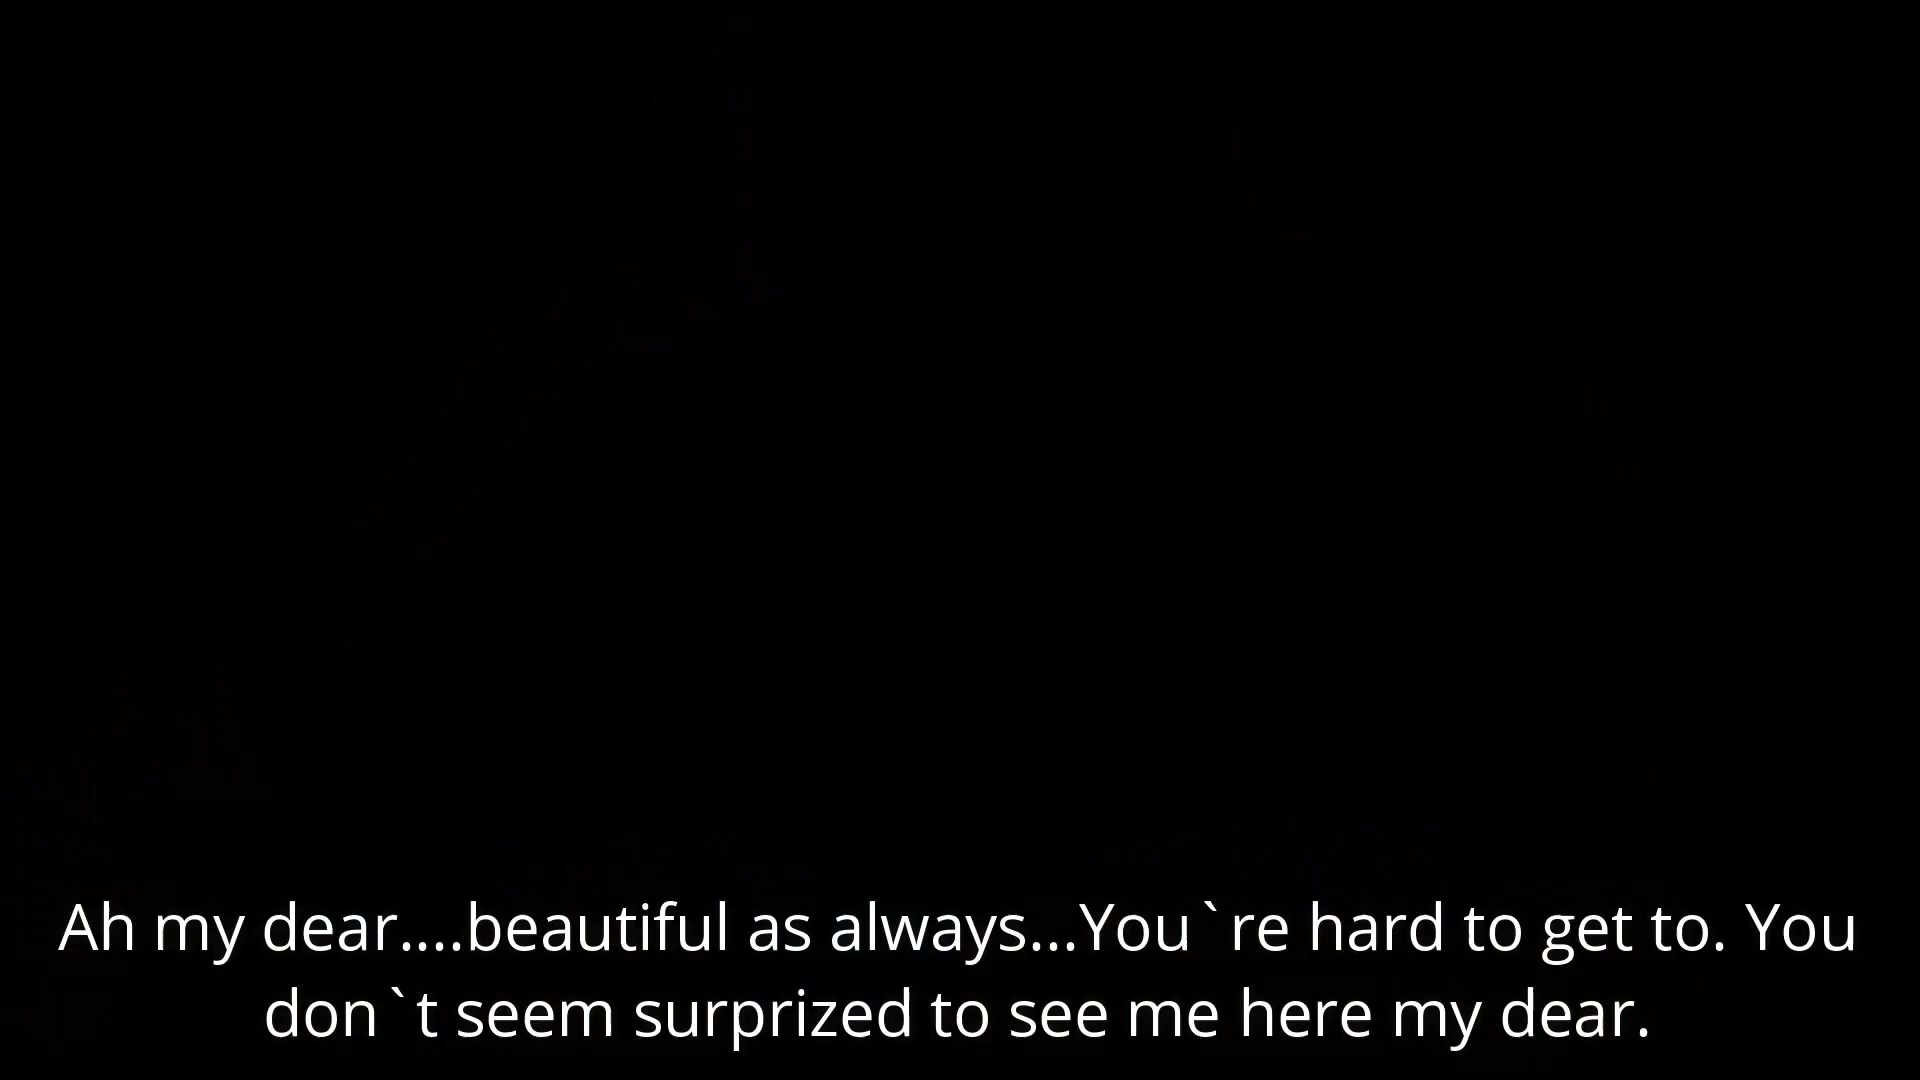 Ah my dear....beautiful as always...You`re hard to get to. You
don`t seem surprized to see me here my dear.